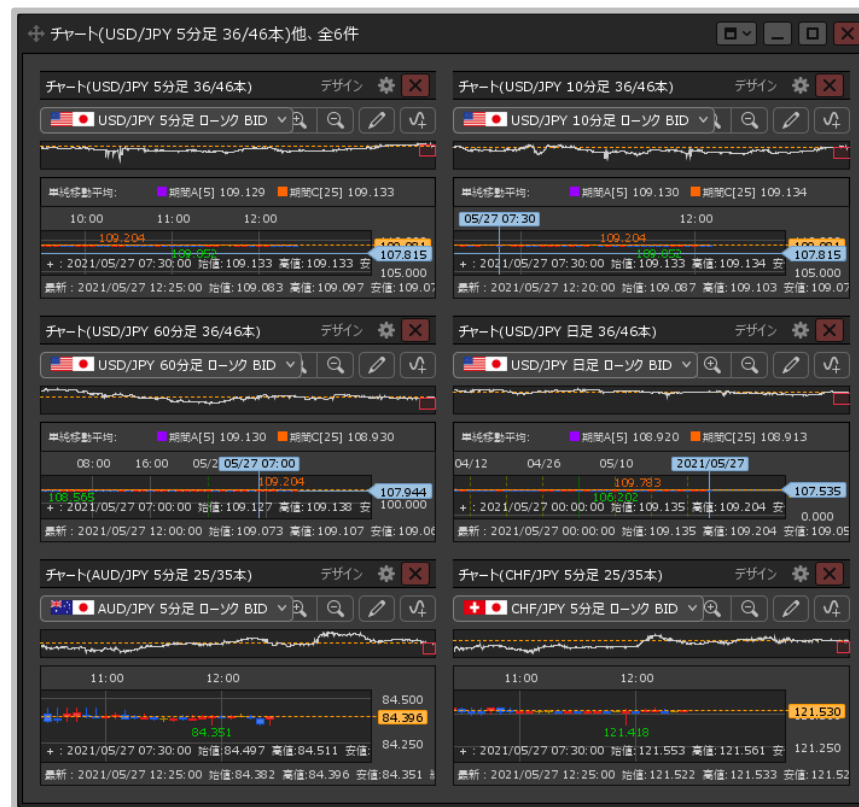 チャート(USD/JPY 5分足 36/46本)他、全6件
チャート(USD/JPY 5分足 36/46本) デザイン
USD/JPY 5分足 ローソク BID
単純移動平均: 期間A[5] 109.129 期間C[25] 109.133
10:00 11:00 12:00
109.204
107.815
+ : 2021/05/27 07:30:00 始値:109.133 高値:109.133 安
105.000
最新 : 2021/05/27 12:25:00 始値:109.083 高値:109.097 安値:109.07
チャート(USD/JPY 10分足 36/46本) デザイン
USD/JPY 10分足 ローソク BID
単純移動平均: 期間A[5] 109.130 期間C[25] 109.134
05/27 07:30 12:00
109.204
107.815
+ : 2021/05/27 07:30:00 始値:109.133 高値:109.134 安
105.000
最新 : 2021/05/27 12:20:00 始値:109.087 高値:109.103 安値:109.07
チャート(USD/JPY 60分足 36/46本) デザイン
USD/JPY 60分足 ローソク BID
単純移動平均: 期間A[5] 109.130 期間C[25] 108.930
08:00 16:00 05/2 05/27 07:00
109.204
107.944
108.565
100.000
+ : 2021/05/27 07:00:00 始値:109.127 高値:109.138 安
最新 : 2021/05/27 12:00:00 始値:109.073 高値:109.107 安値:109.06
チャート(USD/JPY 日足 36/46本) デザイン
USD/JPY 日足 ローソク BID
単純移動平均: 期間A[5] 108.920 期間C[25] 108.913
04/12 04/26 05/10 2021/05/27
109.783
107.535
+ : 2021/05/27 00:00:00 始値:109.135 高値:109.204 安
0.000
最新 : 2021/05/27 00:00:00 始値:109.135 高値:109.204 安値:109.05
チャート(AUD/JPY 5分足 25/35本) デザイン
AUD/JPY 5分足 ローソク BID
11:00 12:00
84.500
84.396
84.351
84.250
+ : 2021/05/27 07:30:00 始値:84.497 高値:84.511 安値:
最新 : 2021/05/27 12:25:00 始値:84.382 高値:84.396 安値:84.351
チャート(CHF/JPY 5分足 25/35本) デザイン
CHF/JPY 5分足 ローソク BID
11:00 12:00
121.530
121.418
121.250
+ : 2021/05/27 07:30:00 始値:121.553 高値:121.561 安
最新 : 2021/05/27 12:25:00 始値:121.522 高値:121.533 安値:121.52